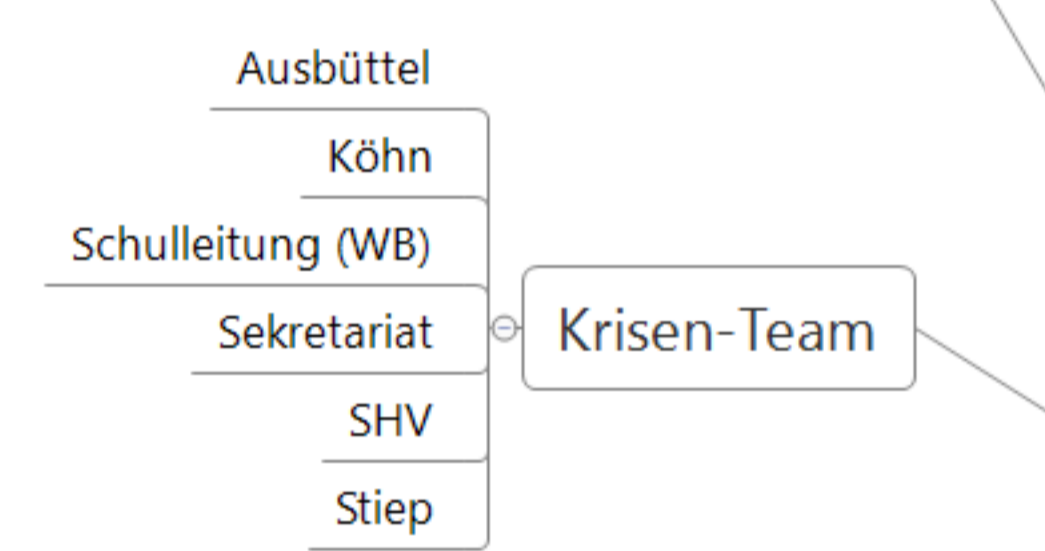 Ausbüttel
Köhn
Schulleitung (WB)
Sekretariat
SHV
Stiep
Krisen-Team